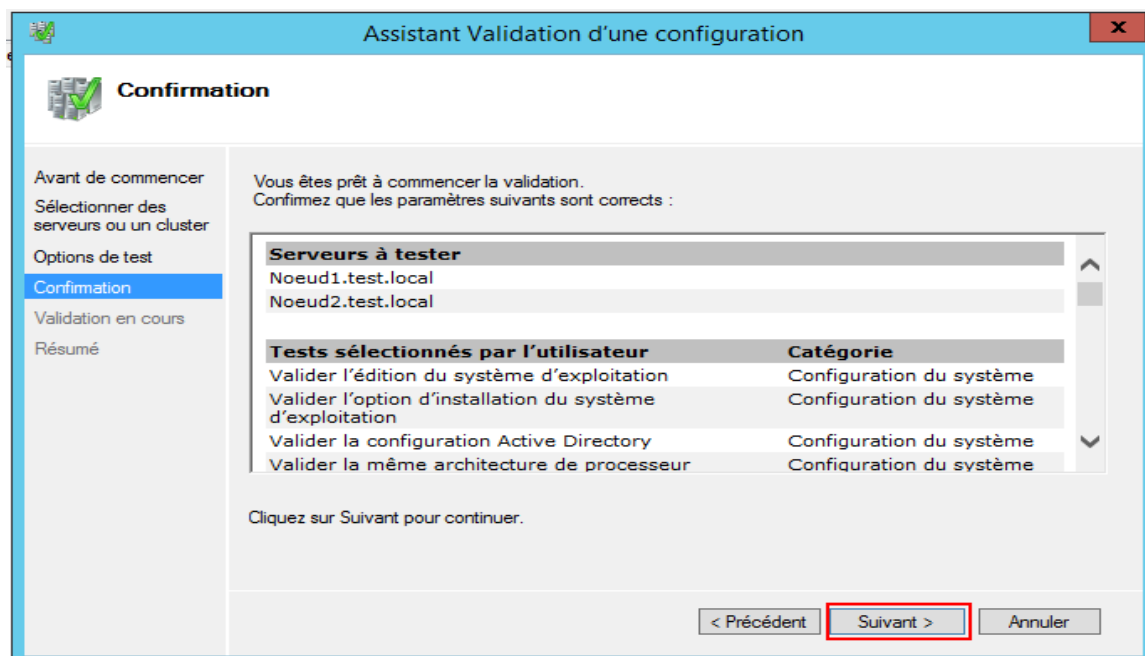 Assistant Validation d'une configuration
x
Confirmation
Avant de commencer
Sélectionner des
serveurs ou un cluster
Options de test
Confirmation
Validation en cours
Résumé
Vous êtes prêt à commencer la validation.
Confirmez que les paramètres suivants sont corrects :
Serveurs à tester
Noeud1.test.local
Noeud2.test.local
Tests sélectionnés par l'utilisateur Catégorie
Valider l'édition du système d'exploitation Configuration du système
Valider l'option d'installation du système Configuration du système
d'exploitation
Valider la configuration Active Directory Configuration du système
Valider la même architecture de processeur Configuration du système
Cliquez sur Suivant pour continuer.
< Précédent Suivant > Annuler